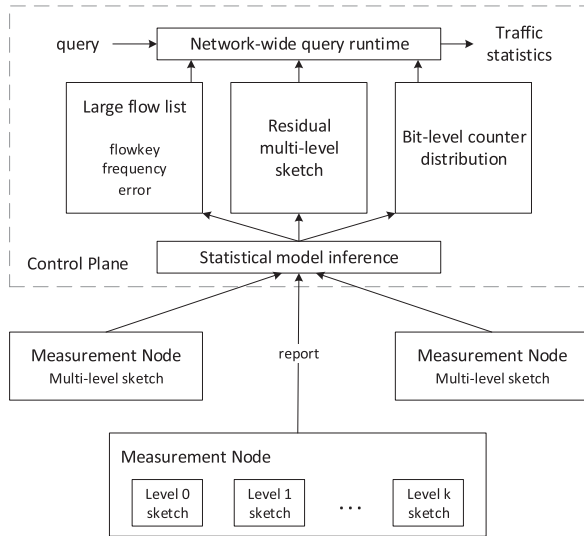 query
Network-wide query runtime
Traffic
statistics
Large flow list
flowkey
frequency
error
Residual
multi-level
sketch
Bit-level counter
distribution
Control Plane
Statistical model inference
Measurement Node
Multi-level sketch
report
Measurement Node
Multi-level sketch
Measurement Node
Level 0
sketch
Level 1
sketch
...
Level k
sketch